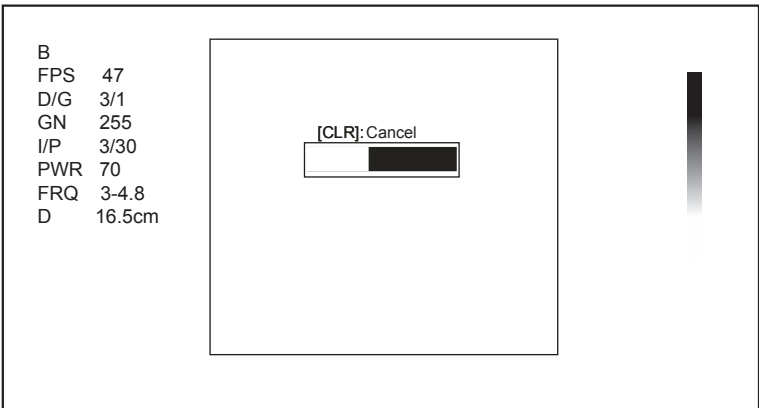 B
FPS 47
D/G 3/1
GN 255
I/P 3/30
PWR 70
FRQ 3-4.8
D 16.5cm
[CLR]: Cancel